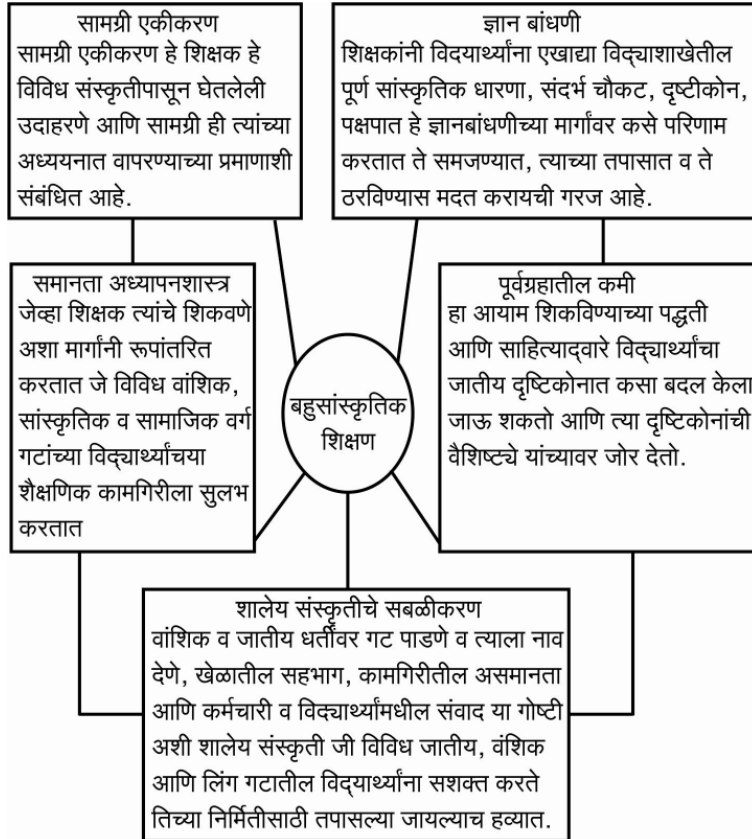 सामग्री एकीकरण
सामग्री एकीकरण हे शिक्षक हे
विविध संस्कृतीपासून घेतलेली
उदाहरणे आणि सामग्री ही त्यांच्या
अध्ययनात वापरण्याच्या प्रमाणाशी
संबंधित आहे.
ज्ञान बांधणी
शिक्षकांनी विदयार्थ्यांना एखाद्या विद्याशाखेतील
पूर्ण सांस्कृतिक धारणा, संदर्भ चौकट, दृष्टीकोन,
पक्षपात हे ज्ञानबांधणीच्या मार्गांवर कसे परिणाम
करतात ते समजण्यात, त्याच्या तपासात व ते
ठरविण्यास मदत करायची गरज आहे.
समानता अध्यापनशास्त्र
जेव्हा शिक्षक त्यांचे शिकवणे
अशा मार्गांनी रूपांतरित
करतात जे विविध वांशिक,
सांस्कृतिक व सामाजिक वर्ग
गटांच्या विद्यार्थ्यांचया
शैक्षणिक कामगिरीला सुलभ
करतात
बहुसांस्कृतिक
शिक्षण
पूर्वग्रहातील कमी
हा आयाम शिकविण्याच्या पद्धती
आणि साहित्याद्वारे विद्यार्थ्यांचा
जातीय दृष्टिकोनात कसा बदल केला
जाऊ शकतो आणि त्या दृष्टिकोनांची
वैशिष्ट्ये यांच्यावर जोर देतो.
शालेय संस्कृतीचे सबळीकरण
वांशिक व जातीय धर्तीवर गट पाडणे व त्याला नाव
देणे, खेळातील सहभाग, कामगिरीतील असमानता
आणि कर्मचारी व विद्यार्थ्यांमधील संवाद या गोष्टी
अशी शालेय संस्कृती जी विविध जातीय, वंशिक
आणि लिंग गटातील विद्यार्थ्यांना सशक्त करते
तिच्या निर्मितीसाठी तपासल्या जायल्याच हव्यात.